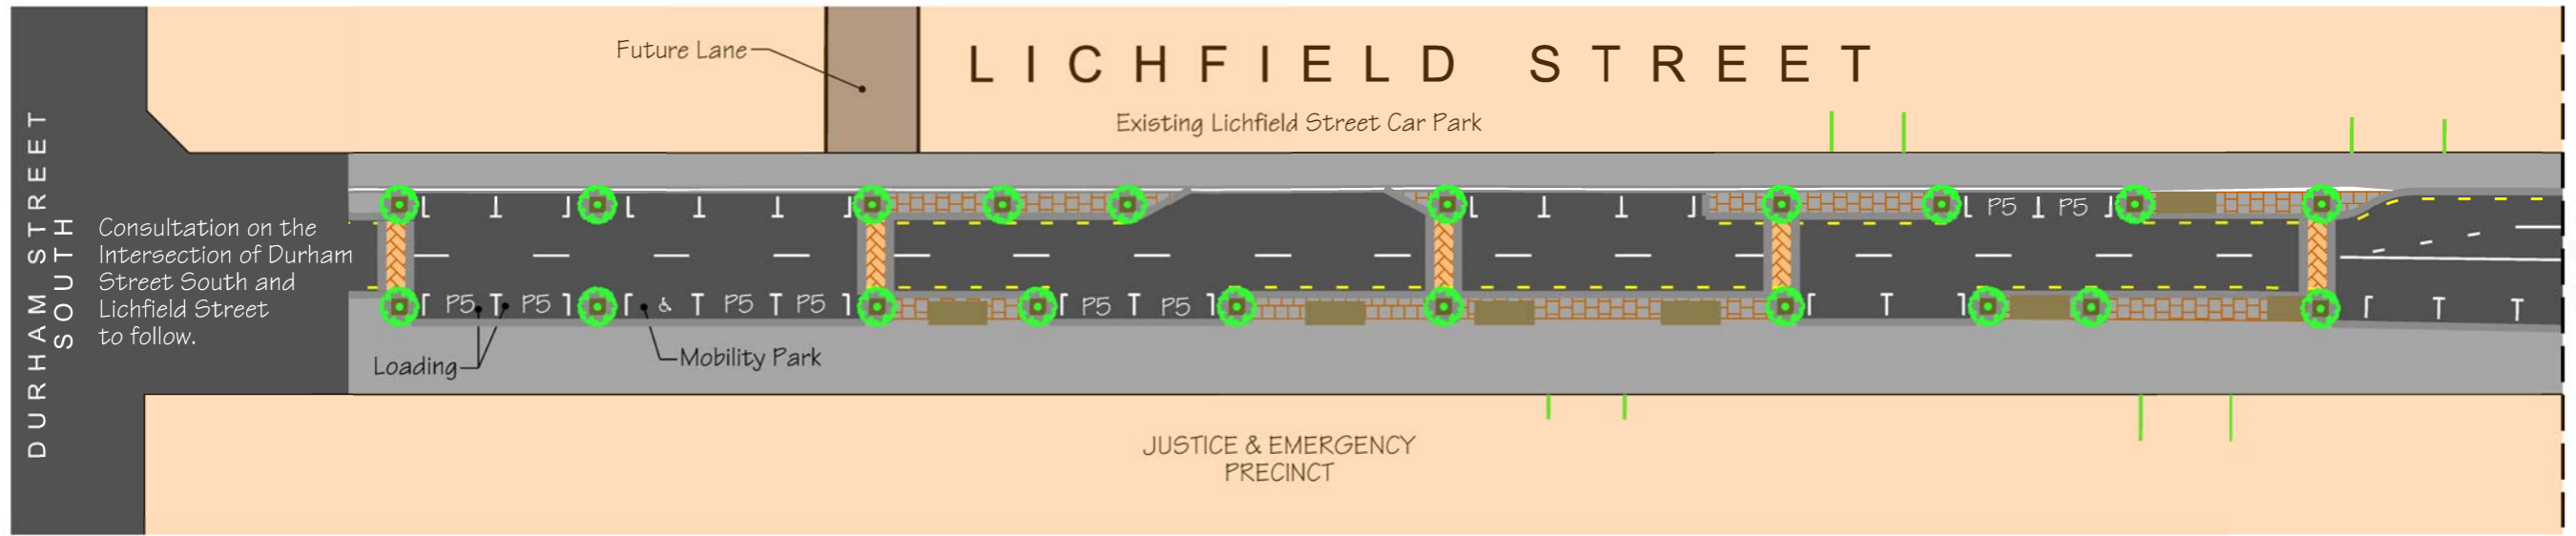 Future Lane
LICHFIELD STREET
Existing Lichfield Street Car Park
DURHAM STREET
SOUTH
Consultation on the
Intersection of Durham
Street South and
Lichfield Street
to follow.
P5 P5
P5 P5 P5 P5 P5 P5
Loading
Mobility Park
JUSTICE & EMERGENCY
PRECINCT